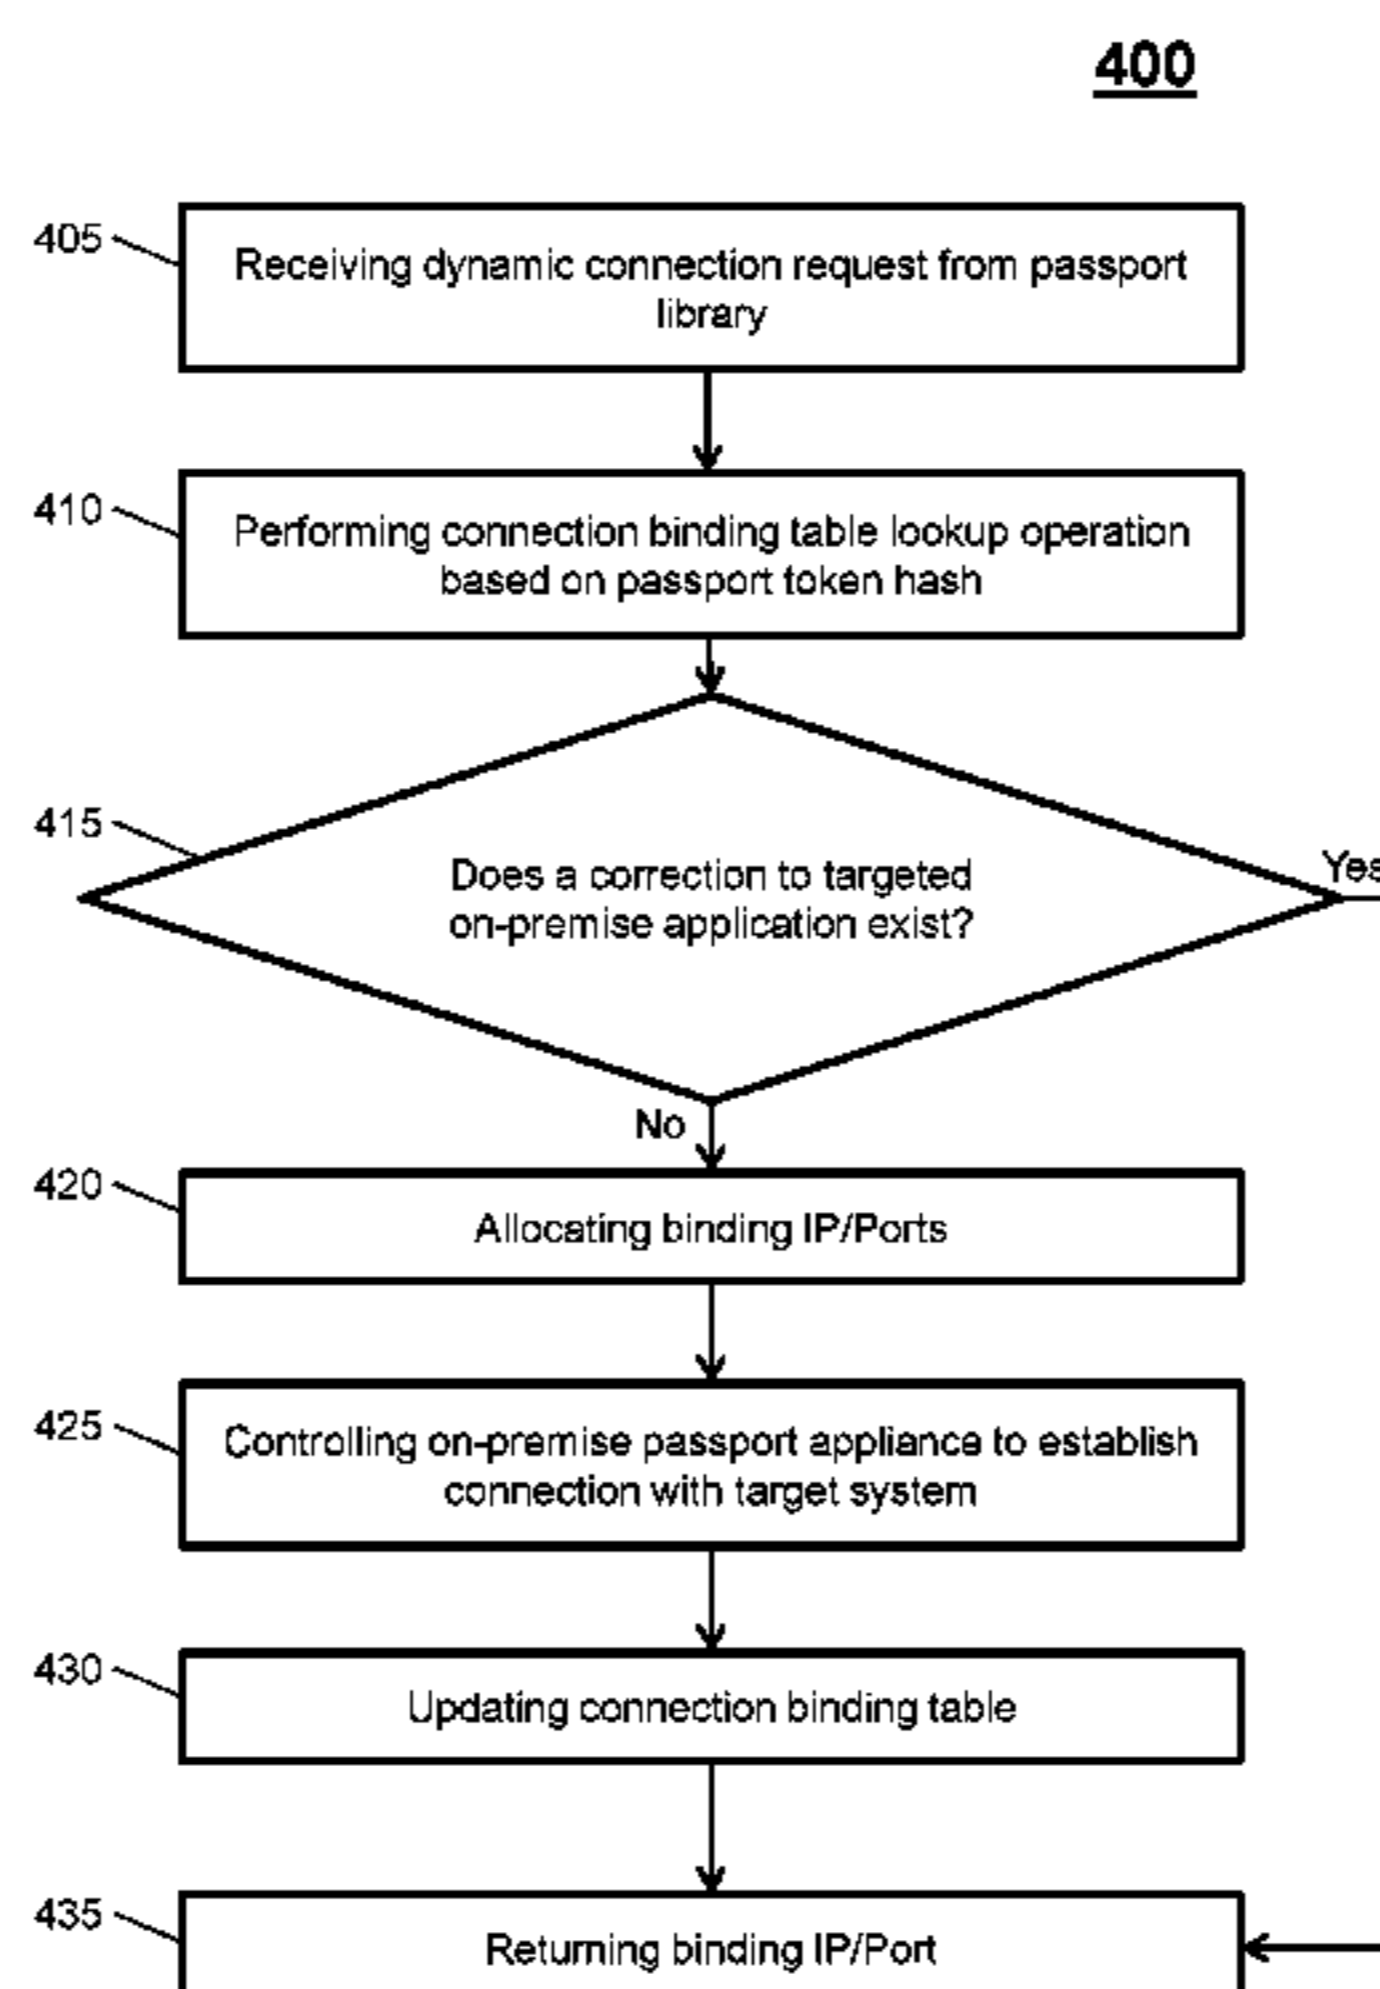 400
405
Receiving dynamic connection request from passport
library
410
Performing connection binding table lookup operation
based on passport token hash
415
Does a correction to targeted
on-premise application exist?
Yes
No
420
Allocating binding IP/Ports
425
Controlling on-premise passport appliance to establish
connection with target system
430
Updating connection binding table
435
Returning binding IP/Port